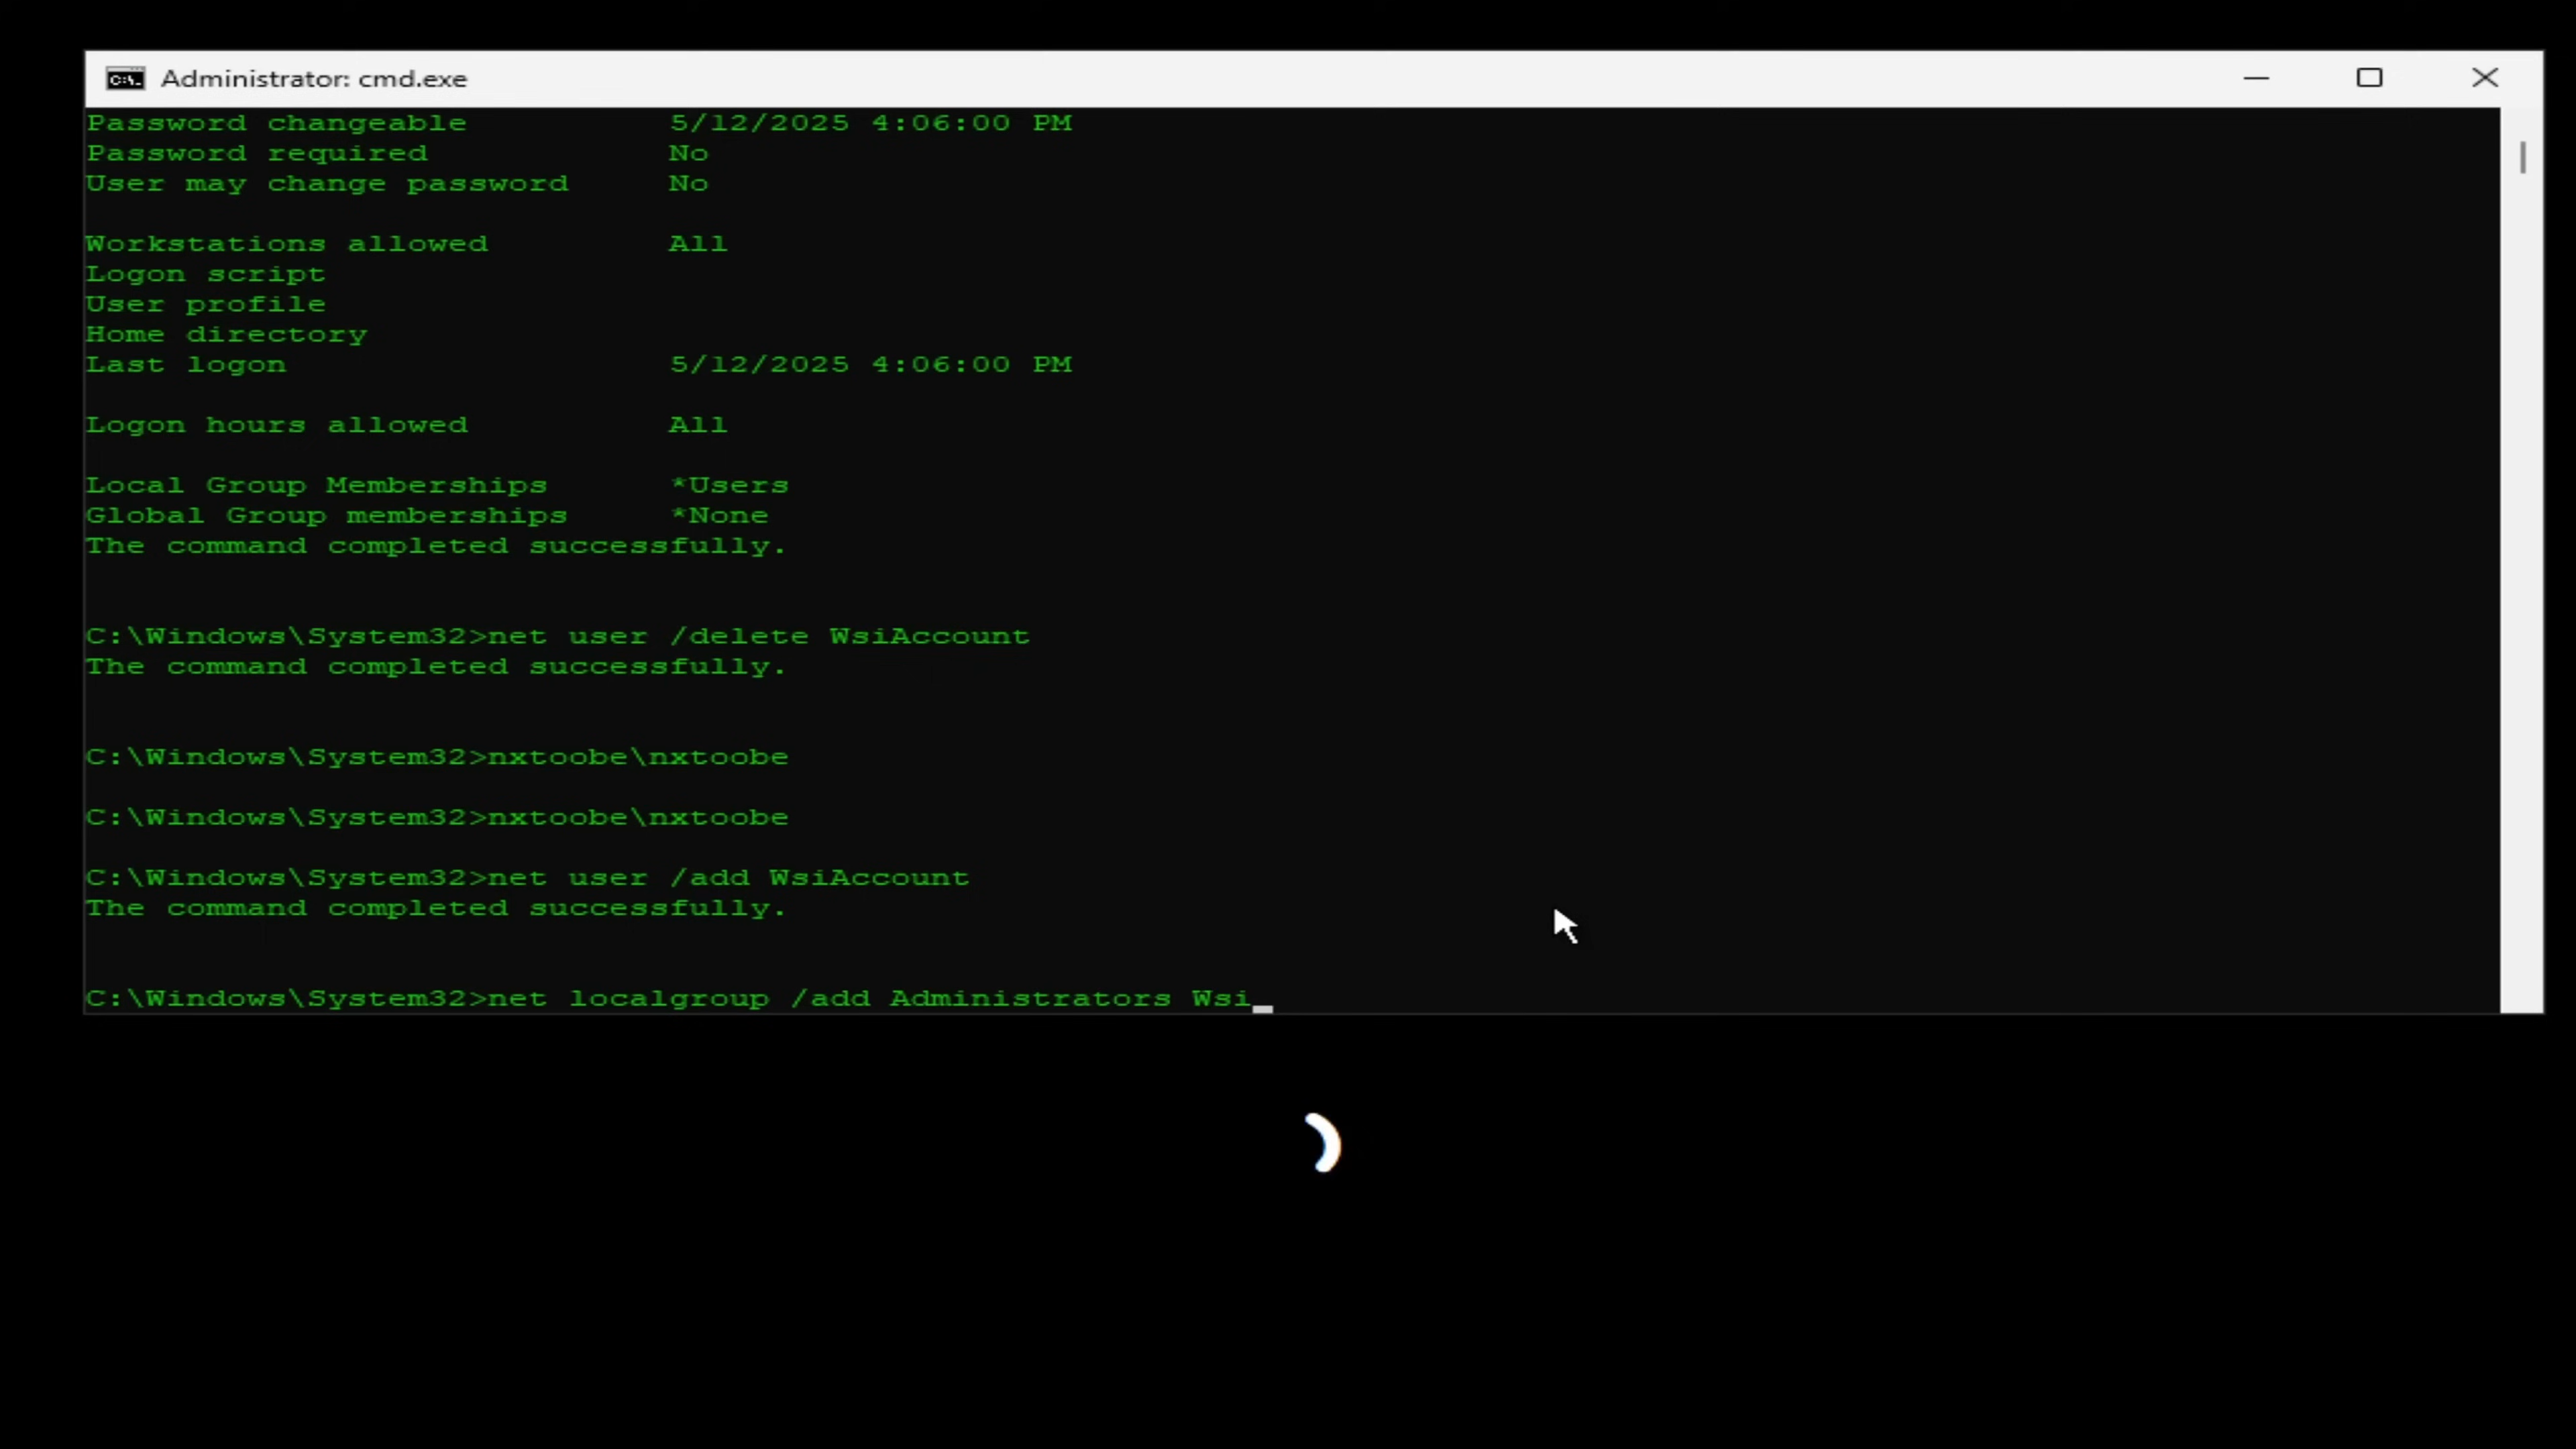 Administrator: cmd.exe
Password changeable 5/12/2025 4:06:00 PM
Password required No
User may change password No
Workstations allowed All
Logon script
User profile
Home directory
Last logon 5/12/2025 4:06:00 PM
Logon hours allowed All
Local Group Memberships *Users
Global Group memberships *None
The command completed successfully.
C:\Windows\System32>net user /delete WsiAccount
The command completed successfully.
C:\Windows\System32>nxtoobe\nxtoobe
C:\Windows\System32>nxtoobe\nxtoobe
C:\Windows\System32>net user /add WsiAccount
The command completed successfully.
C:\Windows\System32>net localgroup /add Administrators Wsi_